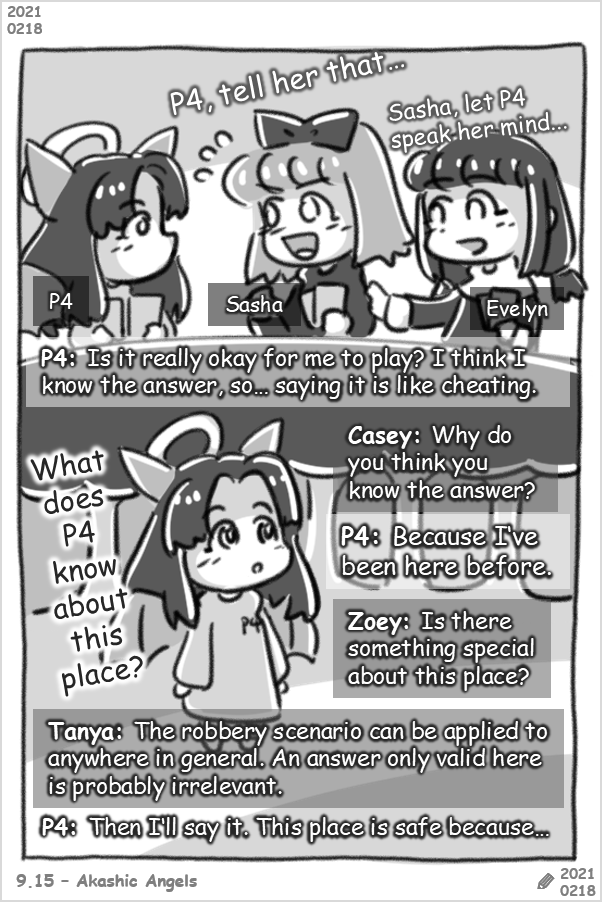 2021
0218
P4, tell her that...
Sasha, let P4
speak her mind...
P4
Sasha
Evelyn
P4: Is it really okay for me to play? I think I
know the answer, so... saying it is like cheating.
What
does
P4
know
about
this
place?
Casey: Why do
you think you
know the answer?
P4: Because I've
been here before.
P4
Zoey: Is there
something special
about this place?
Tanya: The robbery scenario can be applied to
anywhere in general. An answer only valid here
is probably irrelevant.
P4: Then I'll say it. This place is safe because...
9.15 – Akashic Angels
2021
0218